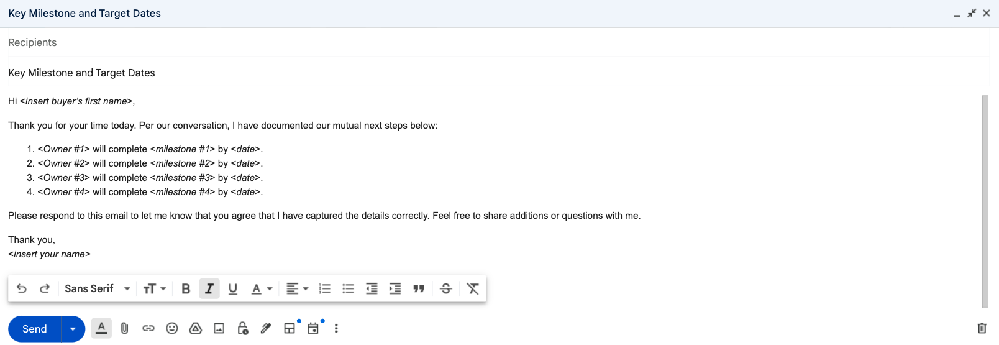 Key Milestone and Target Dates
Recipients
Key Milestone and Target Dates
Hi <insert buyer’s first name>,
Thank you for your time today. Per our conversation, I have documented our mutual next steps below:
1. <Owner #1> will complete <milestone #1> by <date>.
2. <Owner #2> will complete <milestone #2> by <date>.
3. <Owner #3> will complete <milestone #3> by <date>.
4. <Owner #4> will complete <milestone #4> by <date>.
Please respond to this email to let me know that you agree that I have captured the details correctly. Feel free to share additions or questions with me.
Thank you,
<insert your name>
Sans Serif
Send